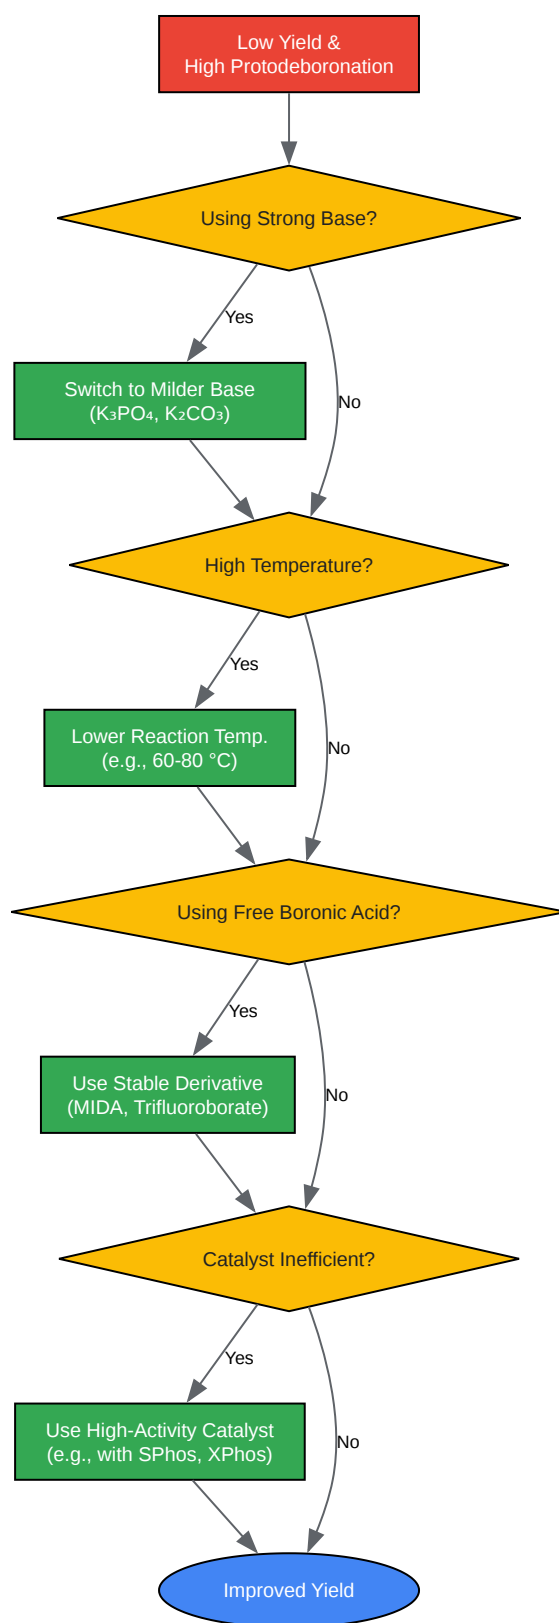 Low Yield &
High Protodeboronation
Using Strong Base?
Yes
Switch to Milder Base
(K₃PO₄, K₂CO₃)
No
High Temperature?
Yes
Lower Reaction Temp.
(e.g., 60-80 °C)
No
Using Free Boronic Acid?
Yes
Use Stable Derivative
(MIDA, Trifluoroborate)
No
Catalyst Inefficient?
Yes
Use High-Activity Catalyst
(e.g., with SPhos, XPhos)
No
Improved Yield